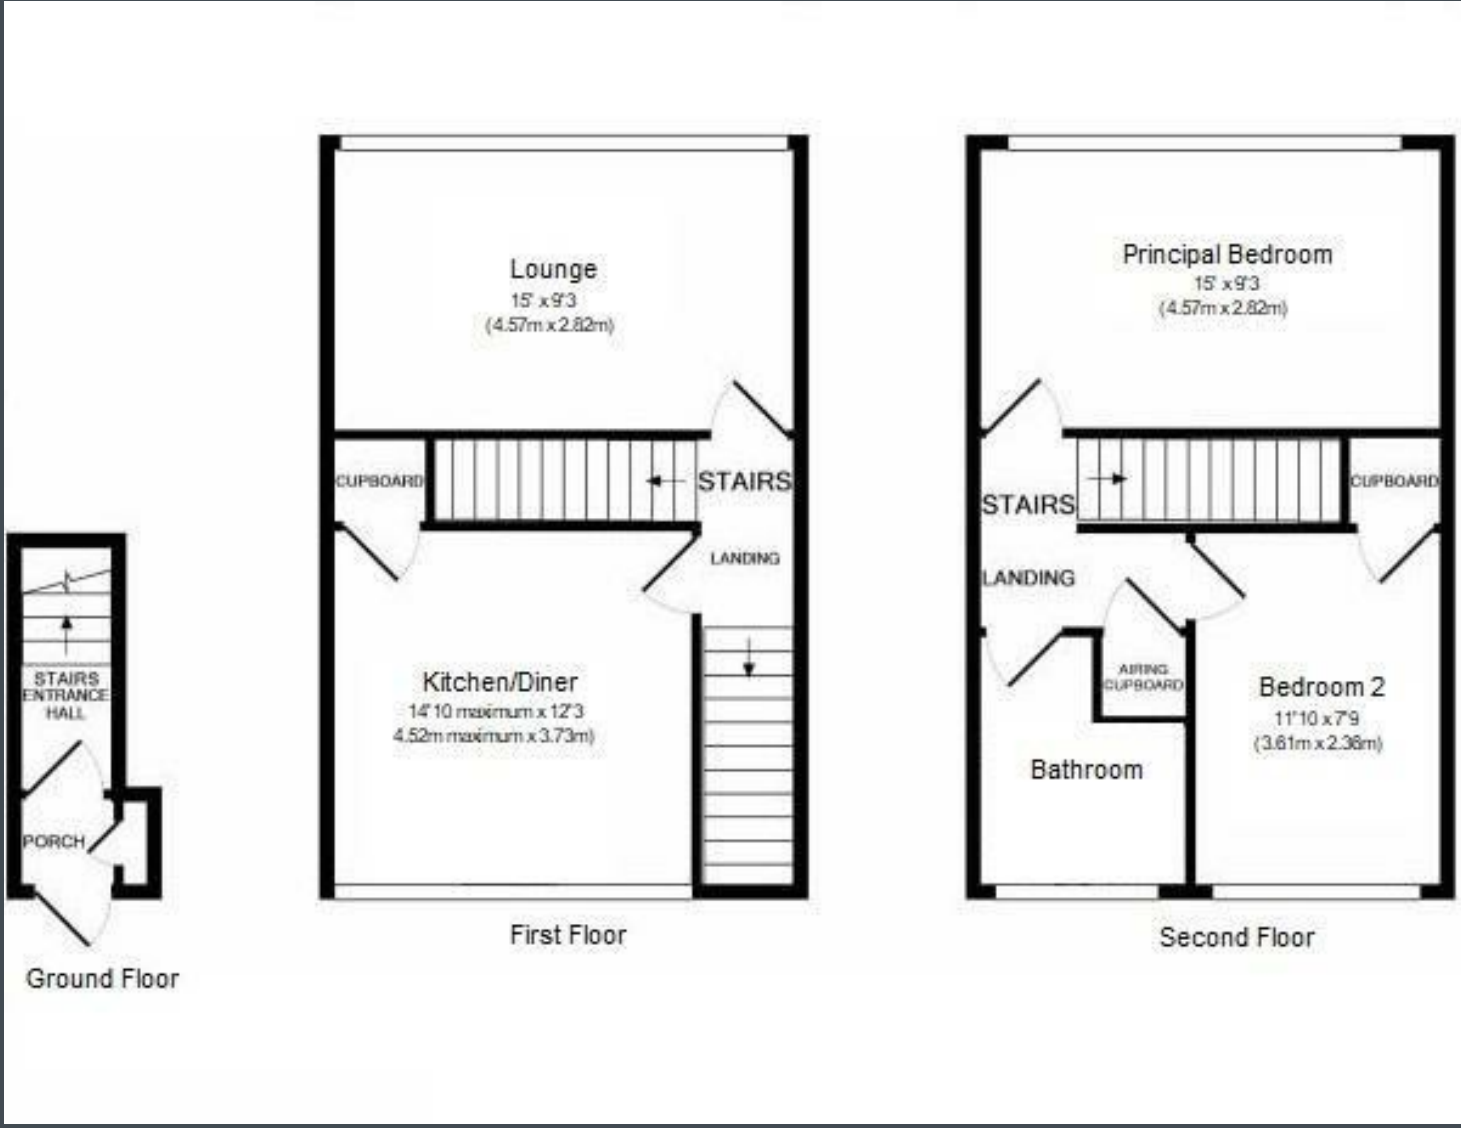 Lounge
15' x 9'3
(4.57m x 2.82m)
CUPBOARD
STAIRS
LANDING
Kitchen/Diner
14'10 maximum x 12'3
4.52m maximum x 3.73m)
First Floor
Principal Bedroom
15' x 9'3
(4.57m x 2.82m)
STAIRS
CUPBOARD
LANDING
AIRING
CUPBOARD
Bedroom 2
11'10 x 7'9
(3.61m x 2.36m)
Bathroom
Second Floor
STAIRS
ENTRANCE
HALL
PORCH
Ground Floor